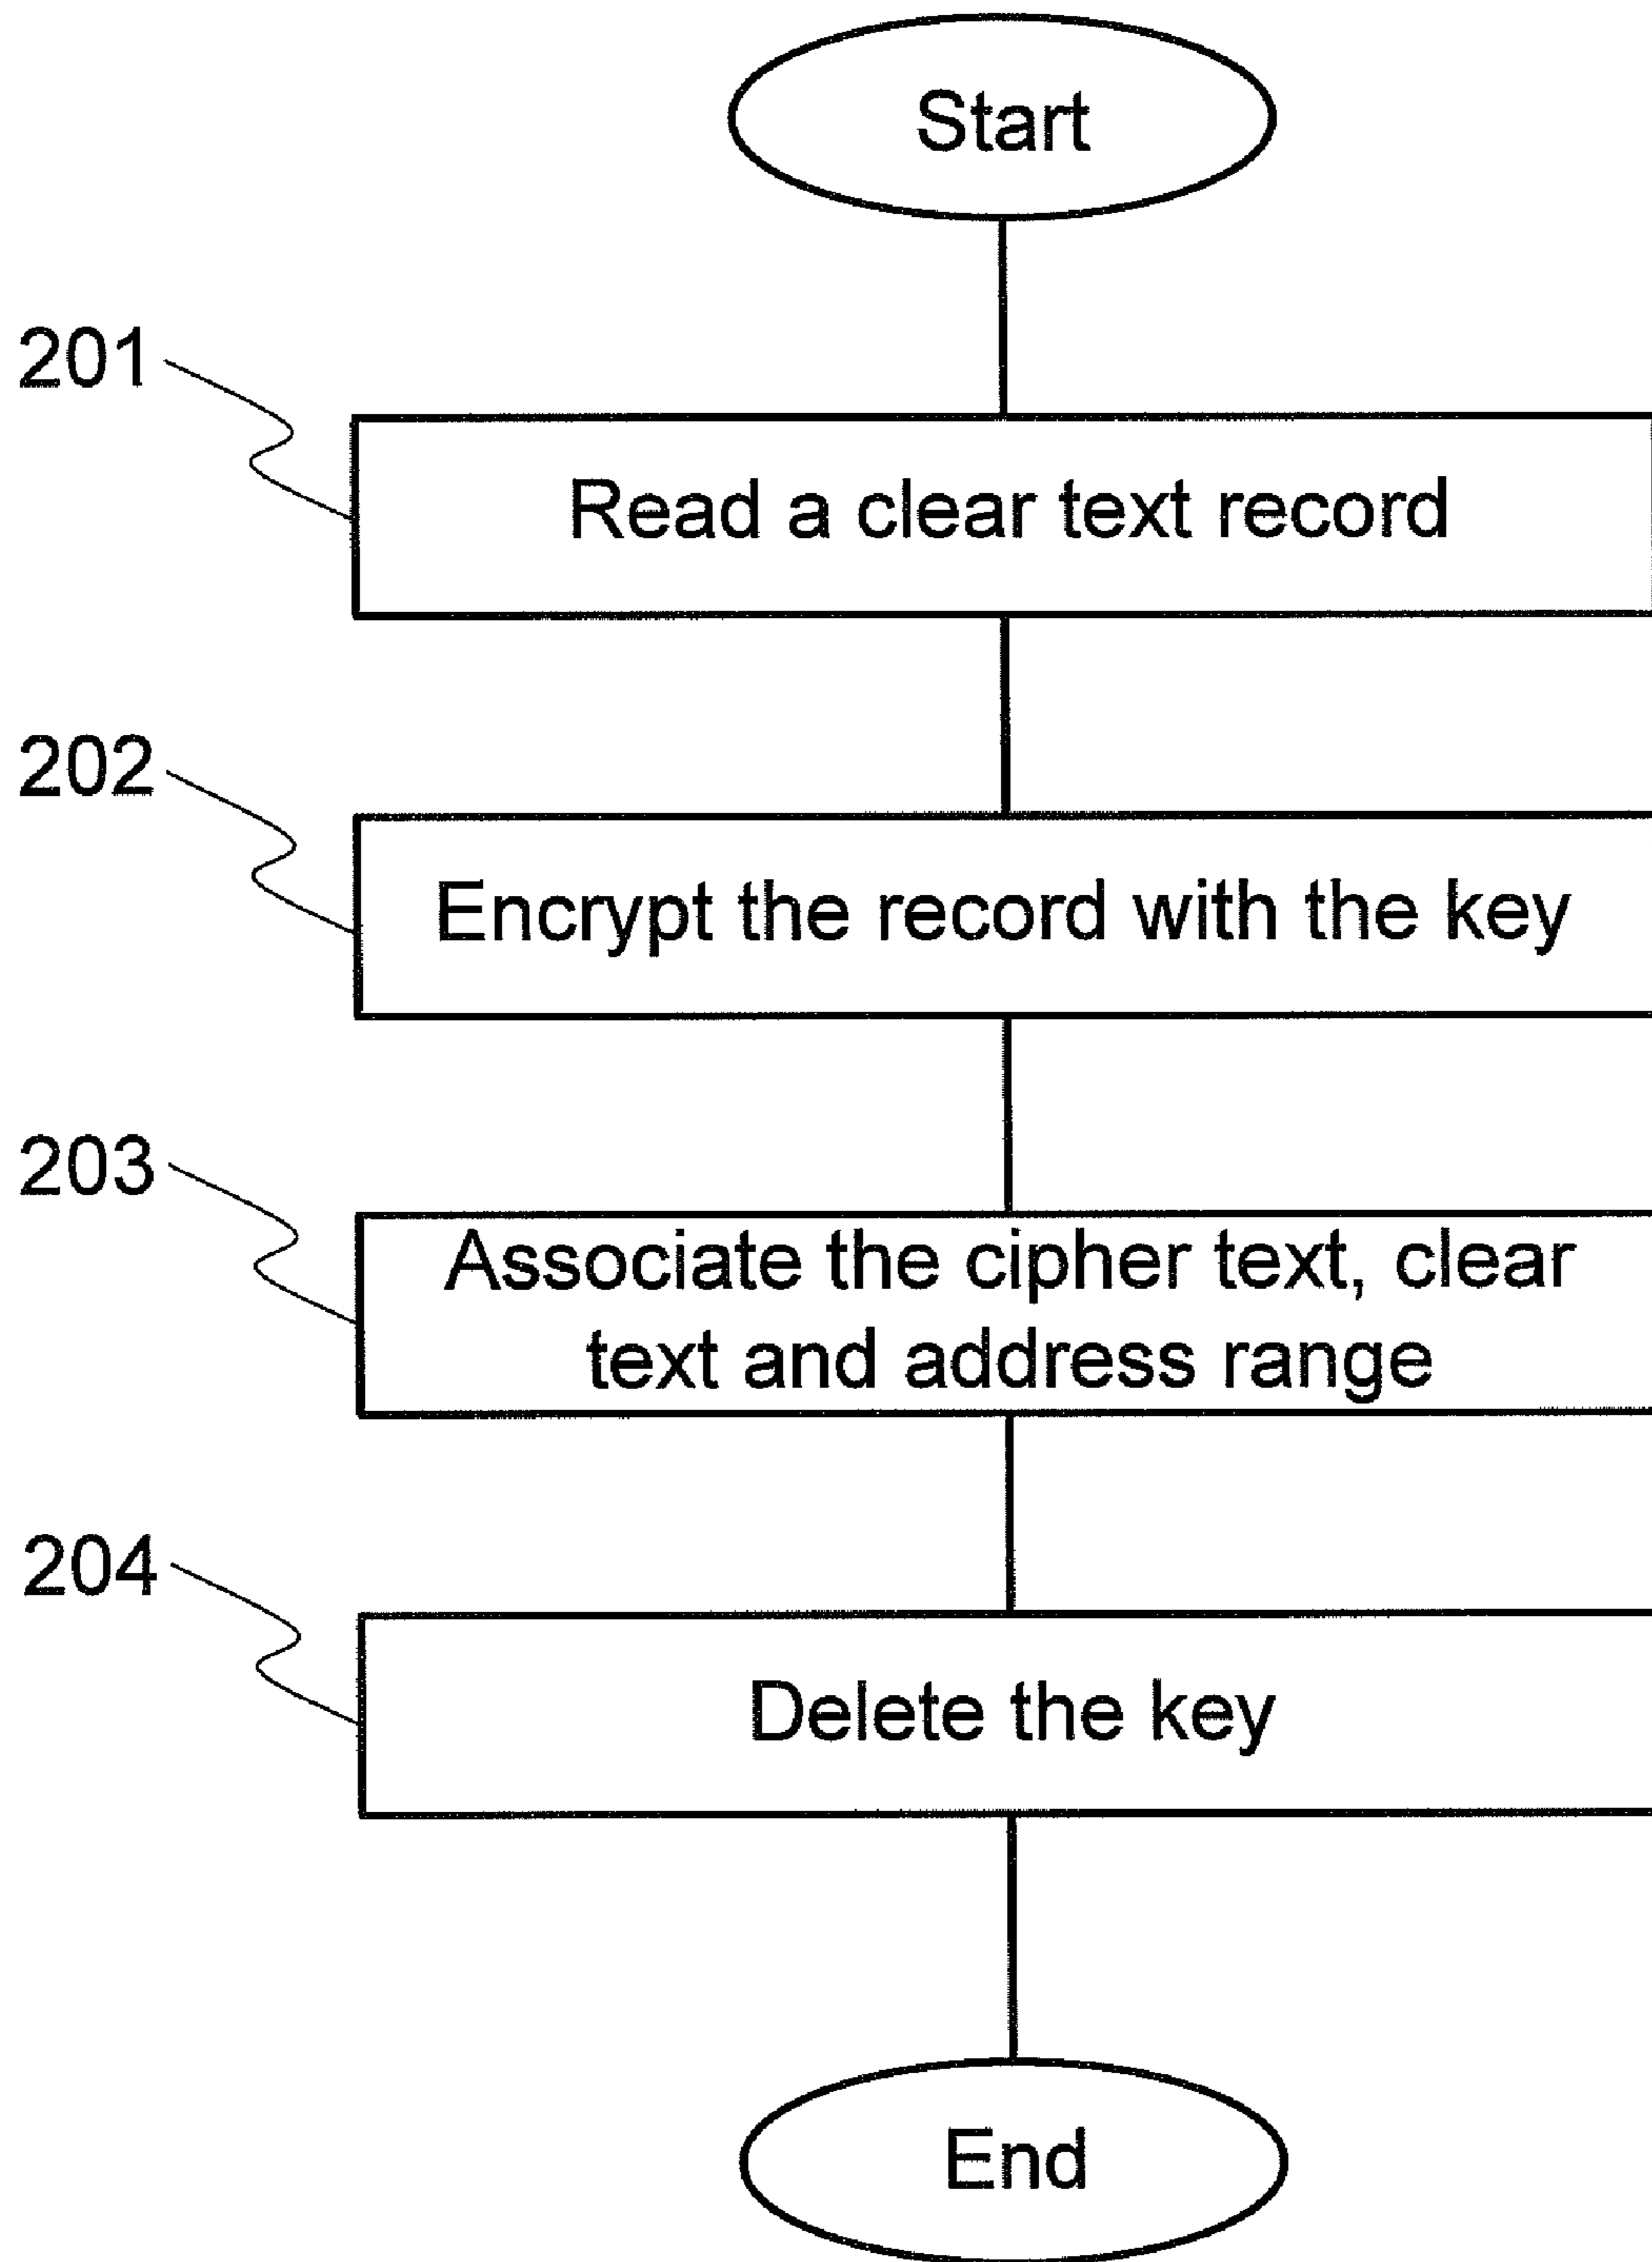 Start
201
Read a clear text record
202
Encrypt the record with the key
203
Associate the cipher text, clear
text and address range
204
Delete the key
End